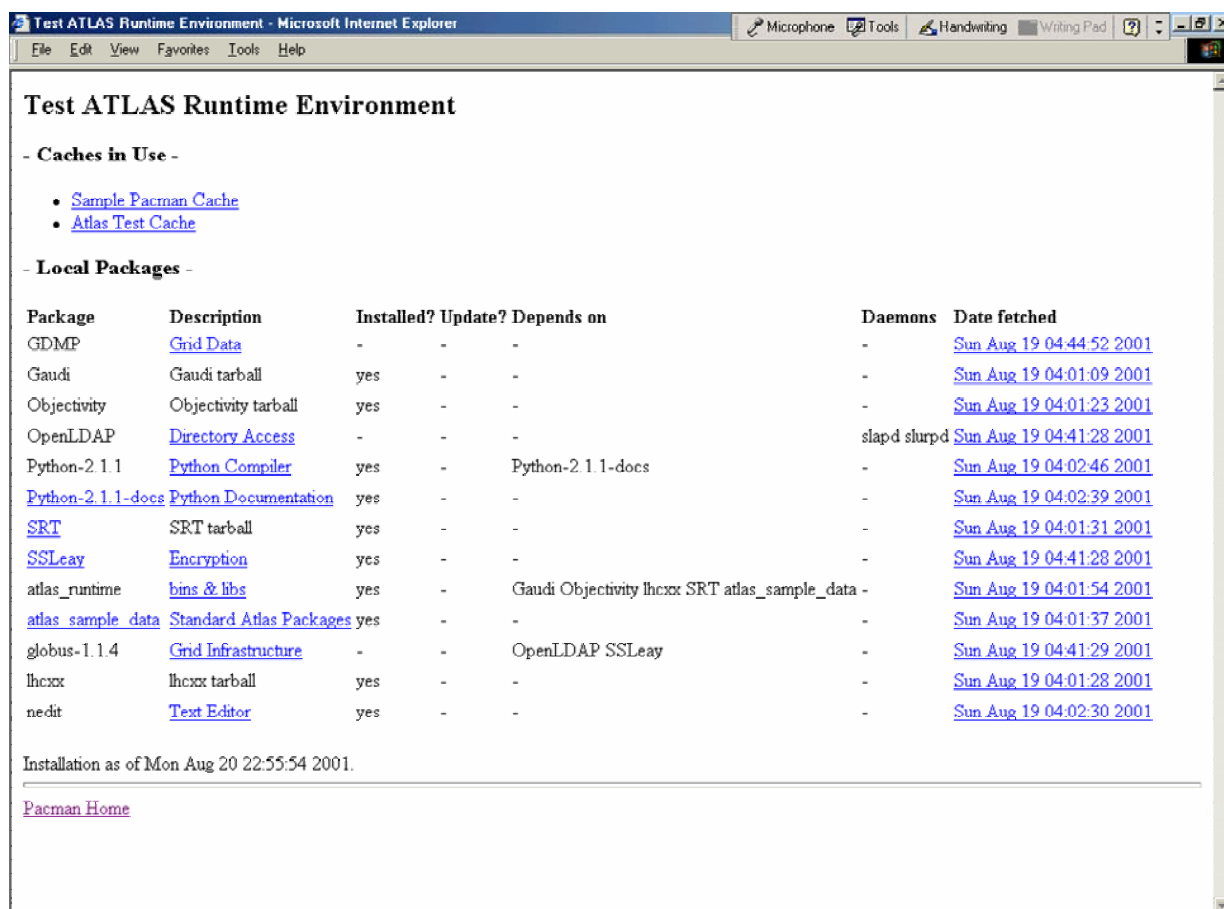 Test ATLAS Runtime Environment - Microsoft Internet Explorer
Microphone Tools Handwriting Writing Pad
File Edit View Favorites Tools Help
Test ATLAS Runtime Environment
- Caches in Use -
• Sample Pacman Cache
• Atlas Test Cache
- Local Packages -
Package Description Installed? Update? Depends on Daemons Date fetched
GDMP Grid Data - - - - Sun Aug 19 04:44:52 2001
Gaudi Gaudi tarball yes - - - Sun Aug 19 04:01:09 2001
Objectivity Objectivity tarball yes - - - Sun Aug 19 04:01:23 2001
OpenLDAP Directory Access - - - slapd slurpd Sun Aug 19 04:41:28 2001
Python-2.1.1 Python Compiler yes - Python-2.1.1-docs - Sun Aug 19 04:02:46 2001
Python-2.1.1-docs Python Documentation yes - - - Sun Aug 19 04:02:39 2001
SRT SRT tarball yes - - - Sun Aug 19 04:01:31 2001
SSLeay Encryption yes - - - Sun Aug 19 04:41:28 2001
atlas_runtime bins & libs yes - Gaudi Objectivity lhcxx SRT atlas_sample_data - Sun Aug 19 04:01:54 2001
atlas_sample_data Standard Atlas Packages yes - - - Sun Aug 19 04:01:37 2001
globus-1.1.4 Grid Infrastructure - - OpenLDAP SSLeay - Sun Aug 19 04:41:29 2001
lhcxx lhcxx tarball yes - - - Sun Aug 19 04:01:28 2001
nedit Text Editor yes - - - Sun Aug 19 04:02:30 2001
Installation as of Mon Aug 20 22:55:54 2001.
Pacman Home